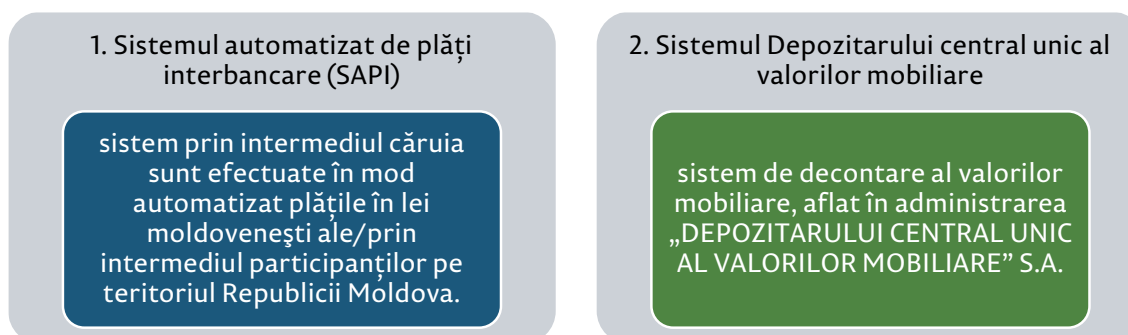 1. Sistemul automatizat de plăți
interbancare (SAPI)
sistem prin intermediul căruia
sunt efectuate în mod
automatizat plățile în lei
moldoveneşti ale/prin
intermediul participanților pe
teritoriul Republicii Moldova.
2. Sistemul Depozitarului central unic al
valorilor mobiliare
sistem de decontare al valorilor
mobiliare, aflat în administrarea
„DEPOZITARULUI CENTRAL UNIC
AL VALORILOR MOBILIARE” S.A.